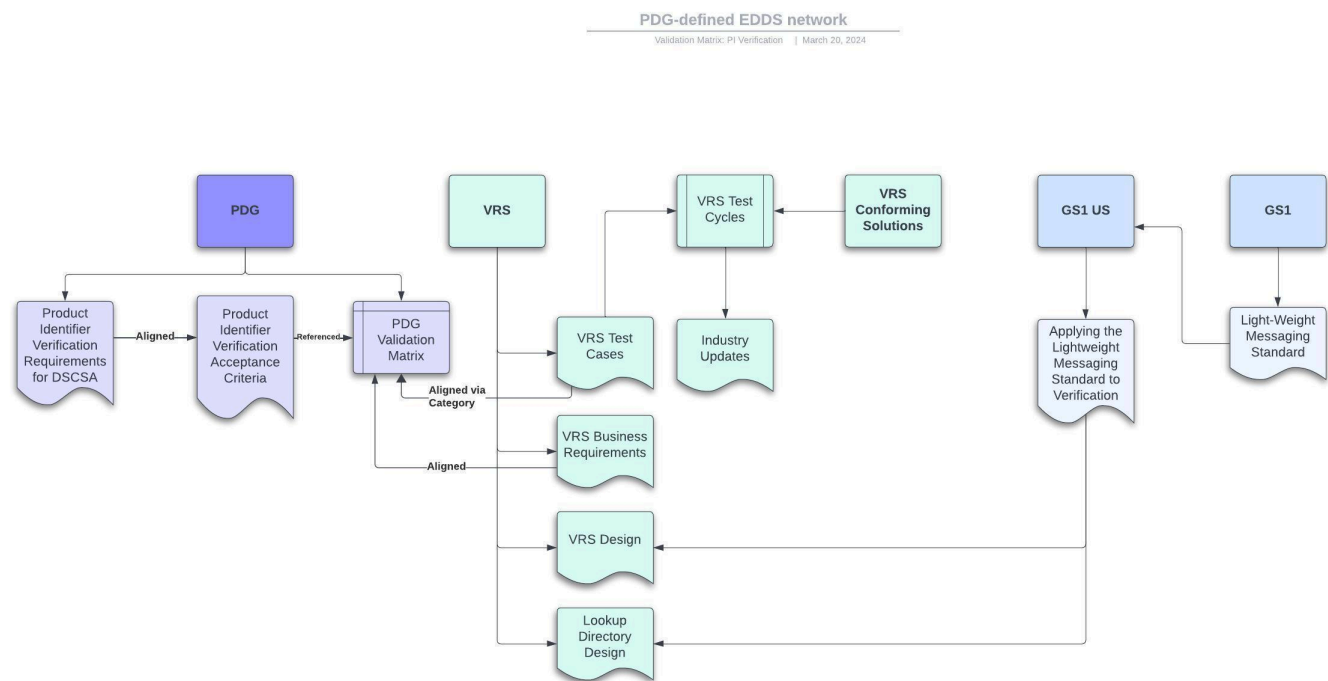 PDG-defined EDDS network
Validation Matrix: PI Verification | March 20, 2024
PDG
VRS
VRS Test
Cycles
VRS
Conforming
Solutions
GS1 US
GS1
Product
Identifier
Verification
Requirements
for DSCSA
Aligned
Product
Identifier
Verification
Acceptance
Criteria
Referenced
PDG
Validation
Matrix
VRS Test
Cases
Industry
Updates
Applying the
Lightweight
Messaging
Standard to
Verification
Light-Weight
Messaging
Standard
Aligned via
Category
VRS Business
Requirements
Aligned
VRS Design
Lookup
Directory
Design